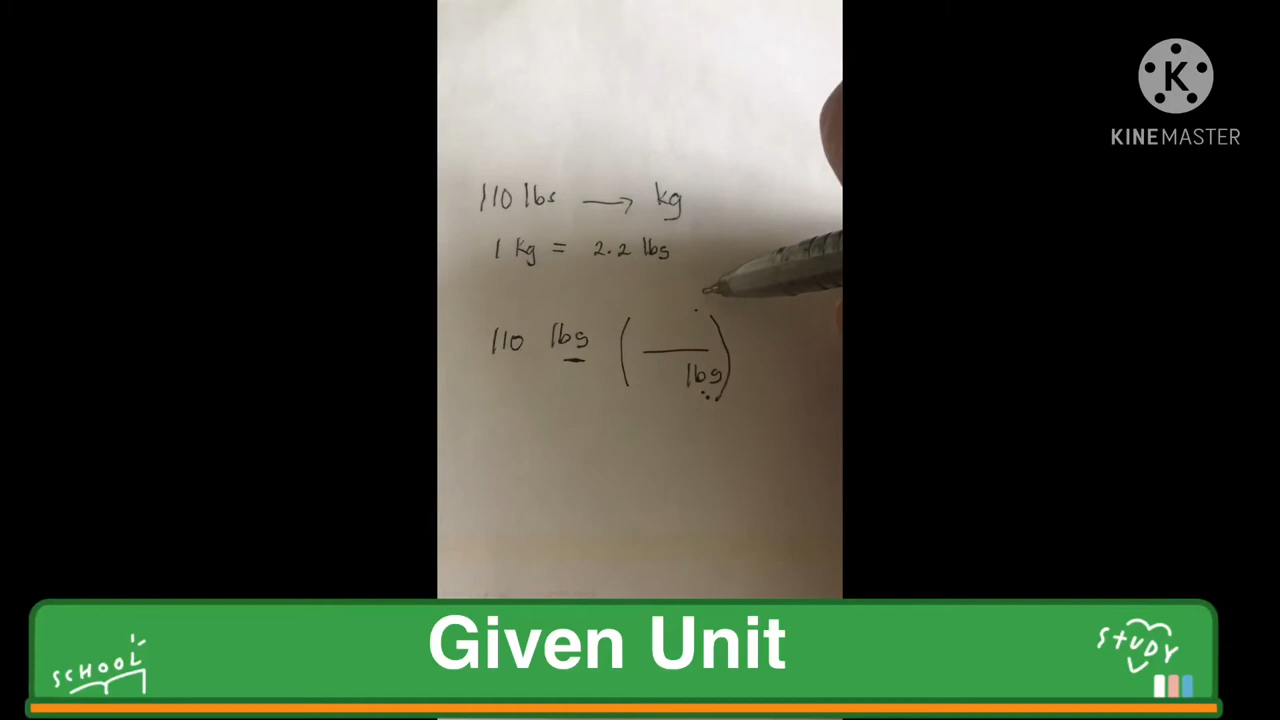 KINEMASTER
110 lbs → kg
1 kg = 2.2 lbs
110 lbs ( —— )
lbs
Given Unit
SCHOOL
STUDY